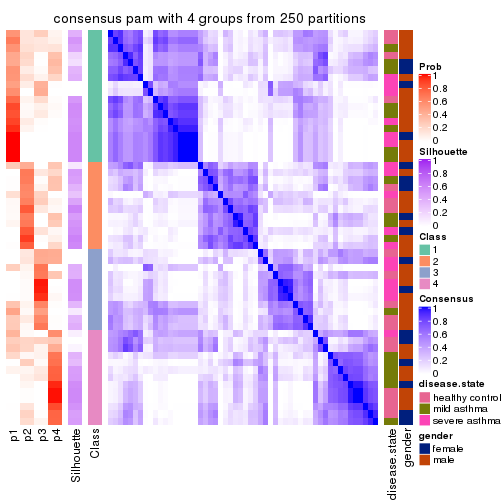 consensus pam with 4 groups from 250 partitions
Prob
1
0.8
0.6
0.4
0.2
0
Silhouette
1
0.8
0.6
0.4
0.2
0
Class
1
2
3
4
Consensus
1
0.8
0.6
0.4
0.2
0
disease.state
healthy control
mild asthma
severe asthma
gender
female
male
p1
p2
p3
p4
Silhouette
Class
disease.state
gender